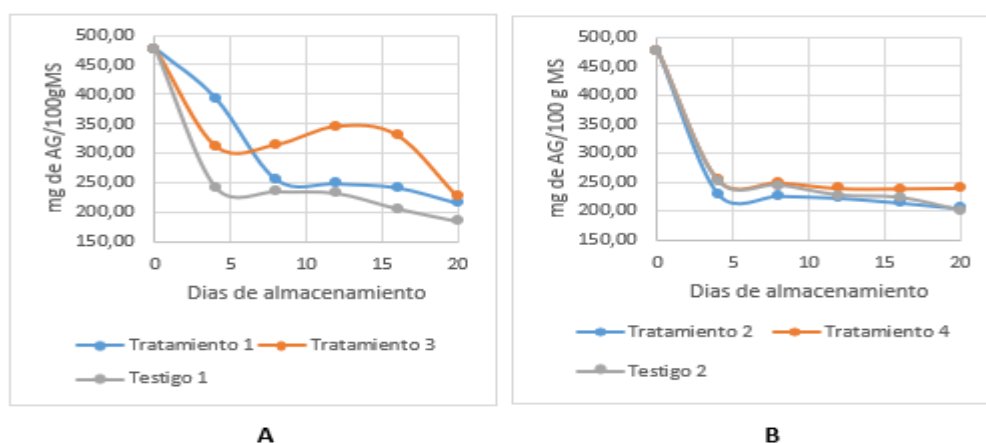 500,00
450,00
400,00
350,00
300,00
250,00
200,00
150,00
mg de AG/100gMS
0 5 10 15 20
Dias de almacenamiento
Tratamiento 1 Tratamiento 3
Testigo 1
A
500,00
450,00
400,00
350,00
300,00
250,00
200,00
150,00
mg de AG/100 g MS
0 5 10 15 20
Dias de almacenamiento
Tratamiento 2 Tratamiento 4
Testigo 2
B